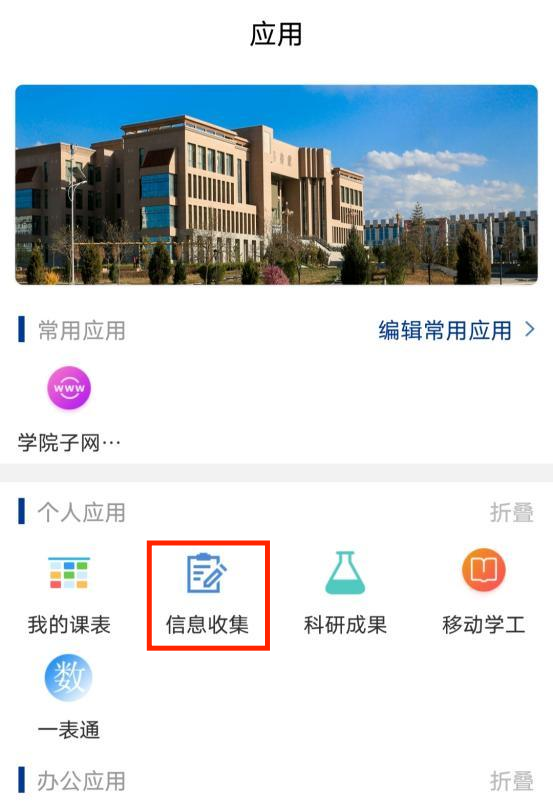 应用
常用应用
编辑常用应用
www
学院子网…
个人应用
折叠
我的课表
信息收集
科研成果
移动学工
数
一表通
办公应用
折叠